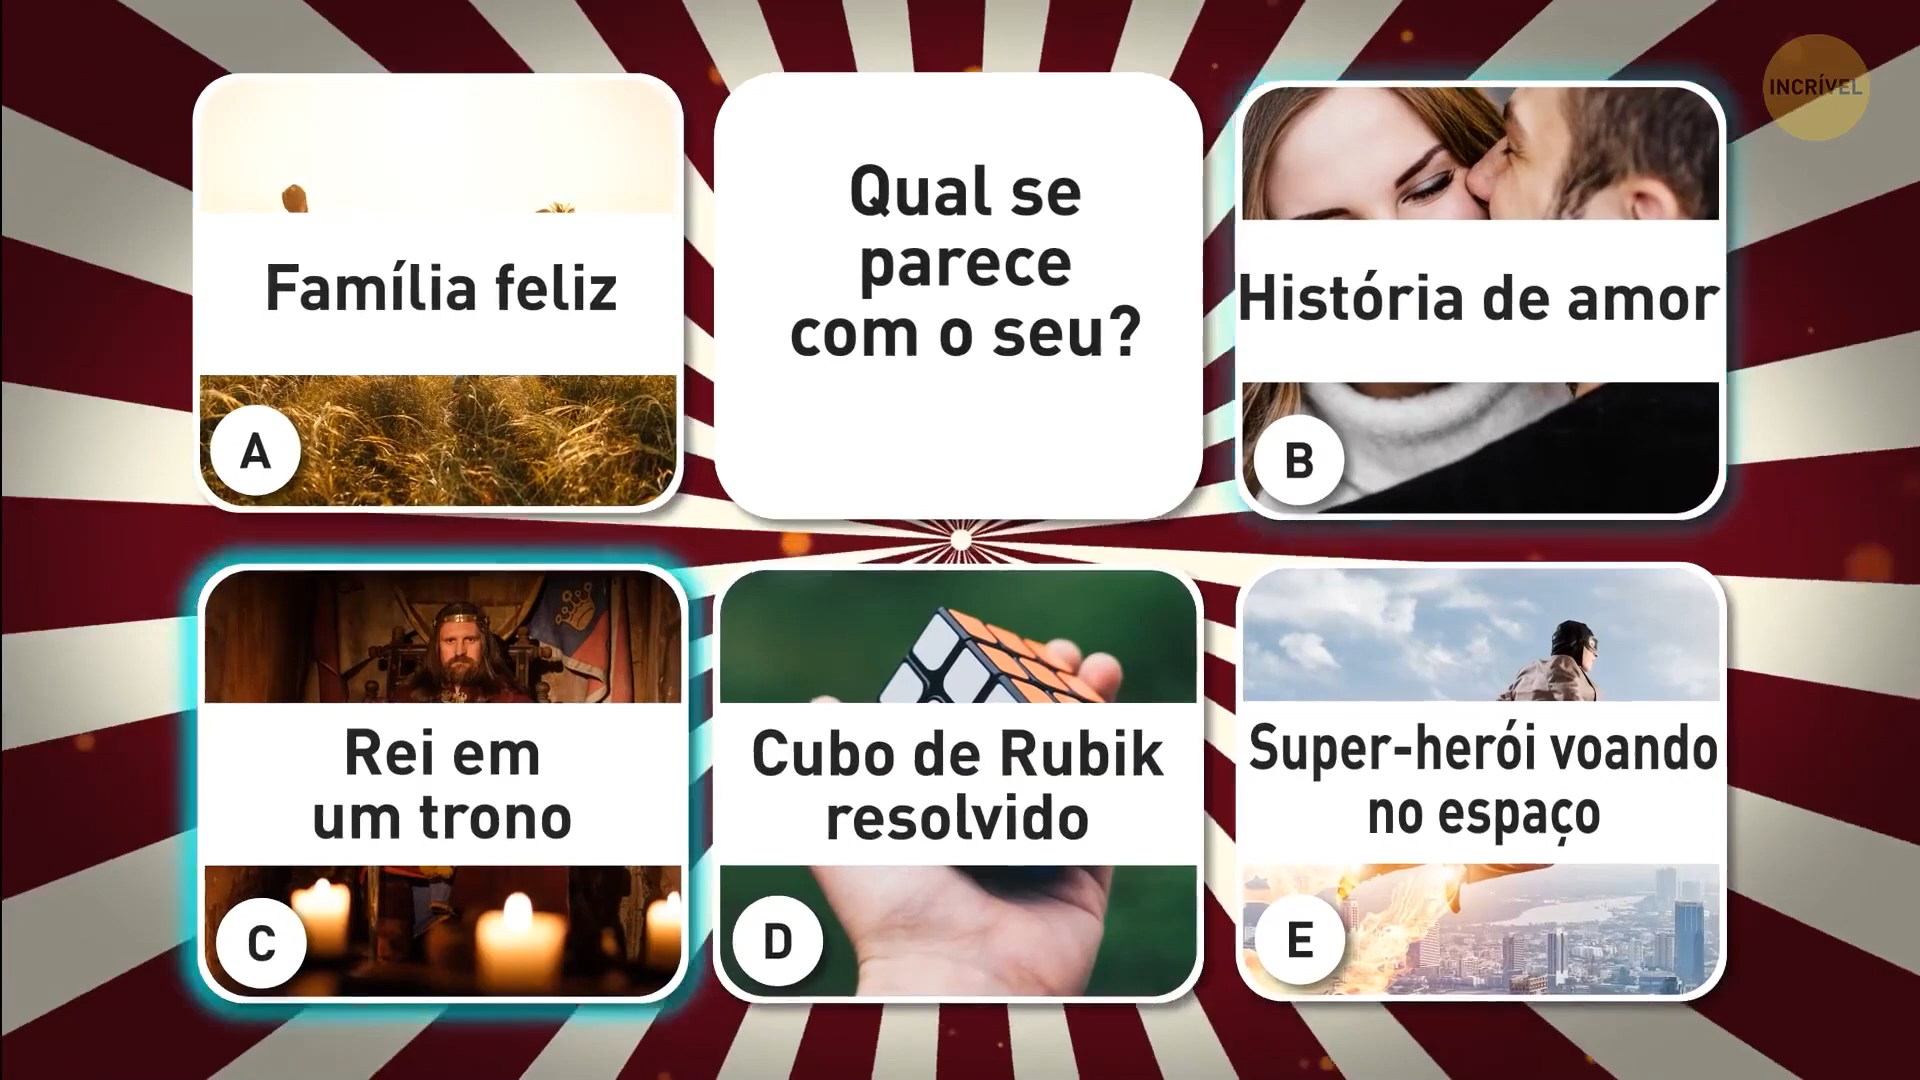 INCRÍVEL
Família feliz
A
Qual se
parece
com o seu?
História de amor
B
Rei em
um trono
C
Cubo de Rubik
resolvido
D
Super-herói voando
no espaço
E